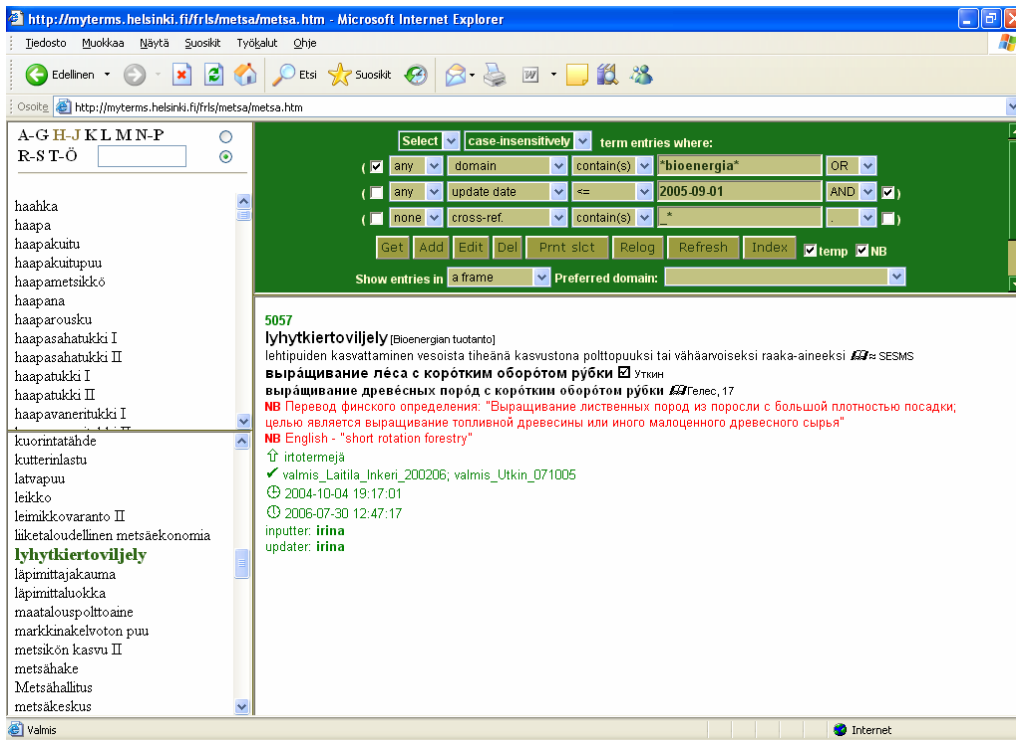 http://myterms.helsinki.fi/frls/metsa/metsa.htm - Microsoft Internet Explorer
Tiedosto Muokkaa Näytä Suosikit Työkalut Ohje
Edellinen Etsi Suosikit
Osoite http://myterms.helsinki.fi/frls/metsa/metsa.htm
A-G H-J K L M N-P
R-S T-Ö
haahka
haapa
haapakuitu
haapakuitupuu
haapametsikkö
haapana
haaparousku
haapasahatukki I
haapasahatukki II
haapatukki I
haapatukki II
haapavaneritukki I
kuorintatähde
kutterinlastu
latvapuu
leikko
leimikkovaranto II
liiketaloudellinen metsäekonomia
lyhytkiertoviljely
läpimittajakauma
läpimittaluokka
maatalouspolttoaine
markkinakelvoton puu
metsikön kasvu II
metsähake
Metsähallitus
metsäkeskus
Select case-insensitively term entries where:
( any domain contain(s) *bioenergia* OR
( any update date <= 2005-09-01 AND )
( none cross-ref. contain(s) _* . )
Get Add Edit Del Prnt slct Relog Refresh Index temp NB
Show entries in a frame Preferred domain:
5057
lyhytkiertoviljely [Bioenergian tuotanto]
lehtipuiden kasvattaminen vesoista tiheänä kasvustona polttopuuksi tai vähäarvoiseksi raaka-aineeksi ≈ SESMS
выра́щивание ле́са с коро́тким оборо́том ру́бки Уткин
выра́щивание древе́сных поро́д с коро́тким оборо́том ру́бки Гелес, 17
NB Перевод финского определения: "Выращивание лиственных пород из поросли с большой плотностью посадки;
целью является выращивание топливной древесины или иного малоценного древесного сырья"
NB English - "short rotation forestry"
irtotermejä
valmis_Laitila_Inkeri_200206; valmis_Utkin_071005
2004-10-04 19:17:01
2006-07-30 12:47:17
inputter: irina
updater: irina
Valmis Internet